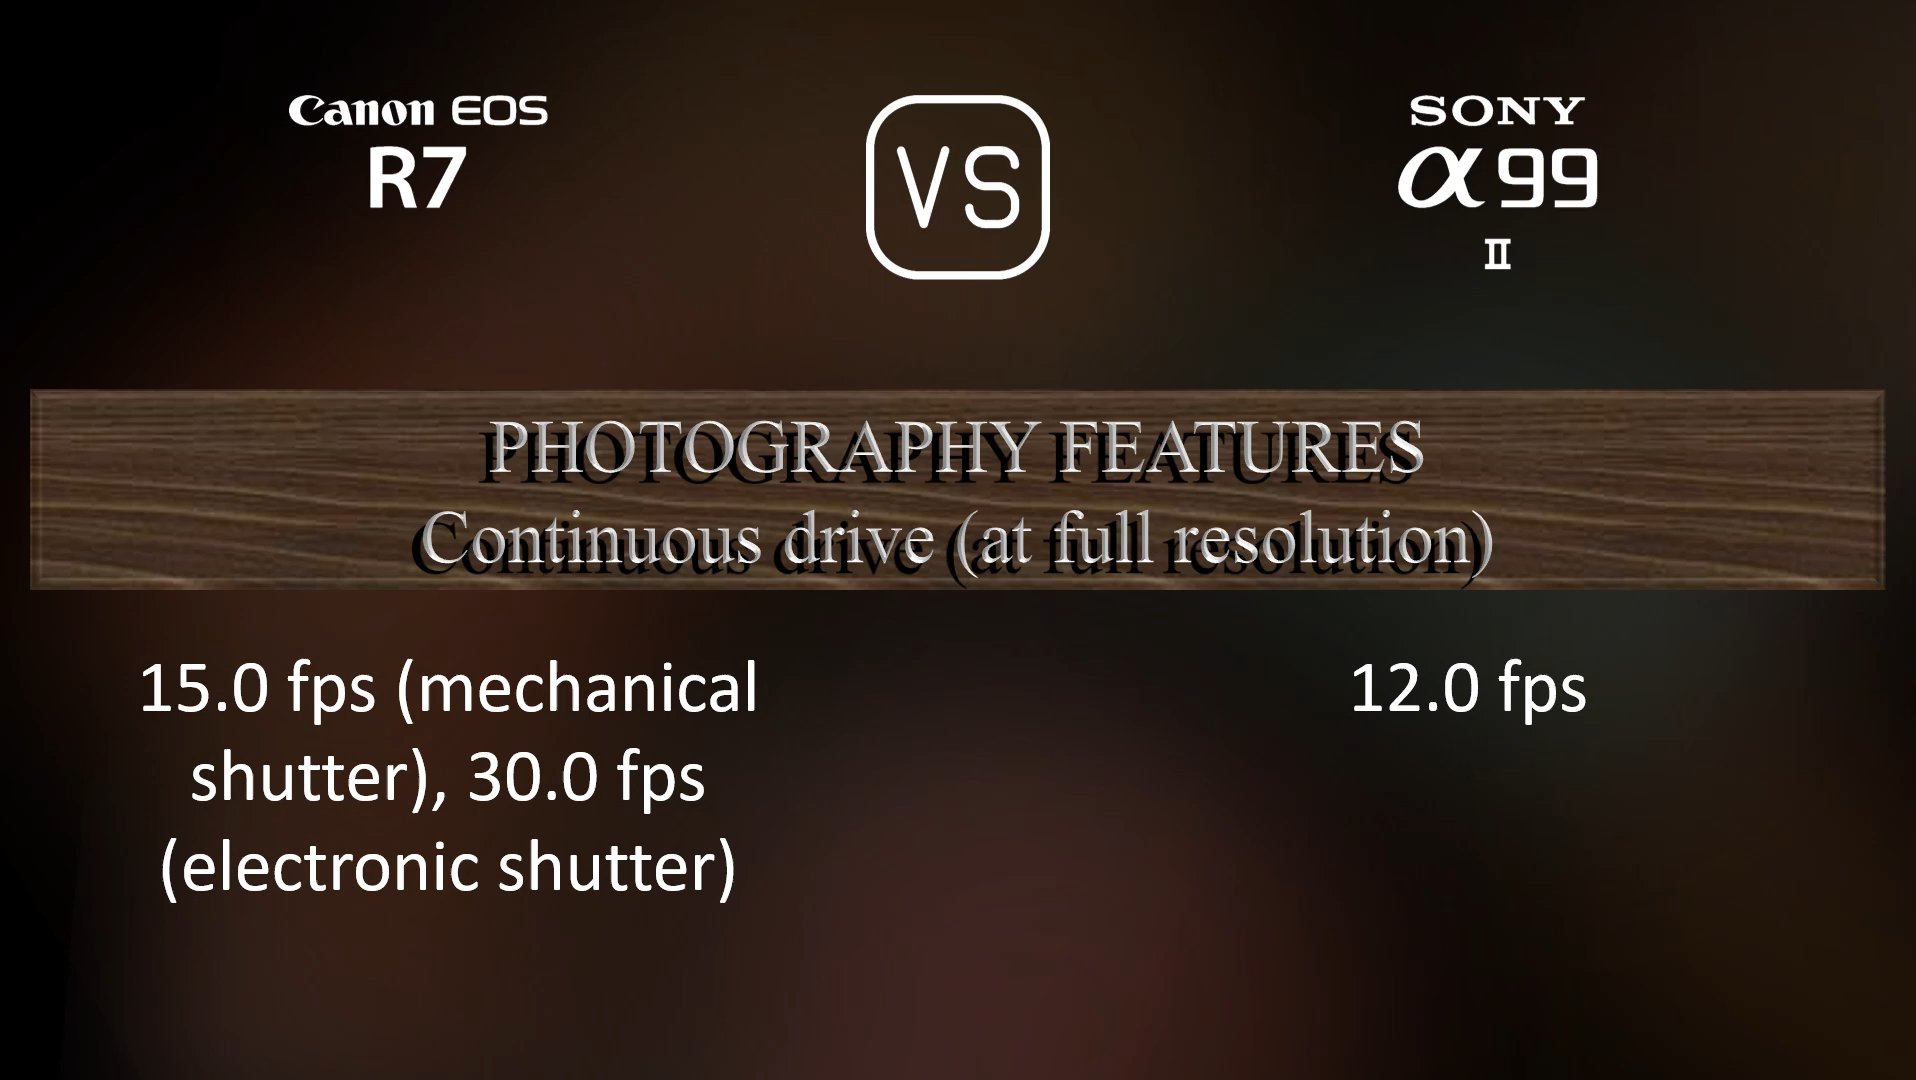 Canon EOS
R7
VS
SONY
α99
II
PHOTOGRAPHY FEATURES
Continuous drive (at full resolution)
15.0 fps (mechanical
shutter), 30.0 fps
(electronic shutter)
12.0 fps